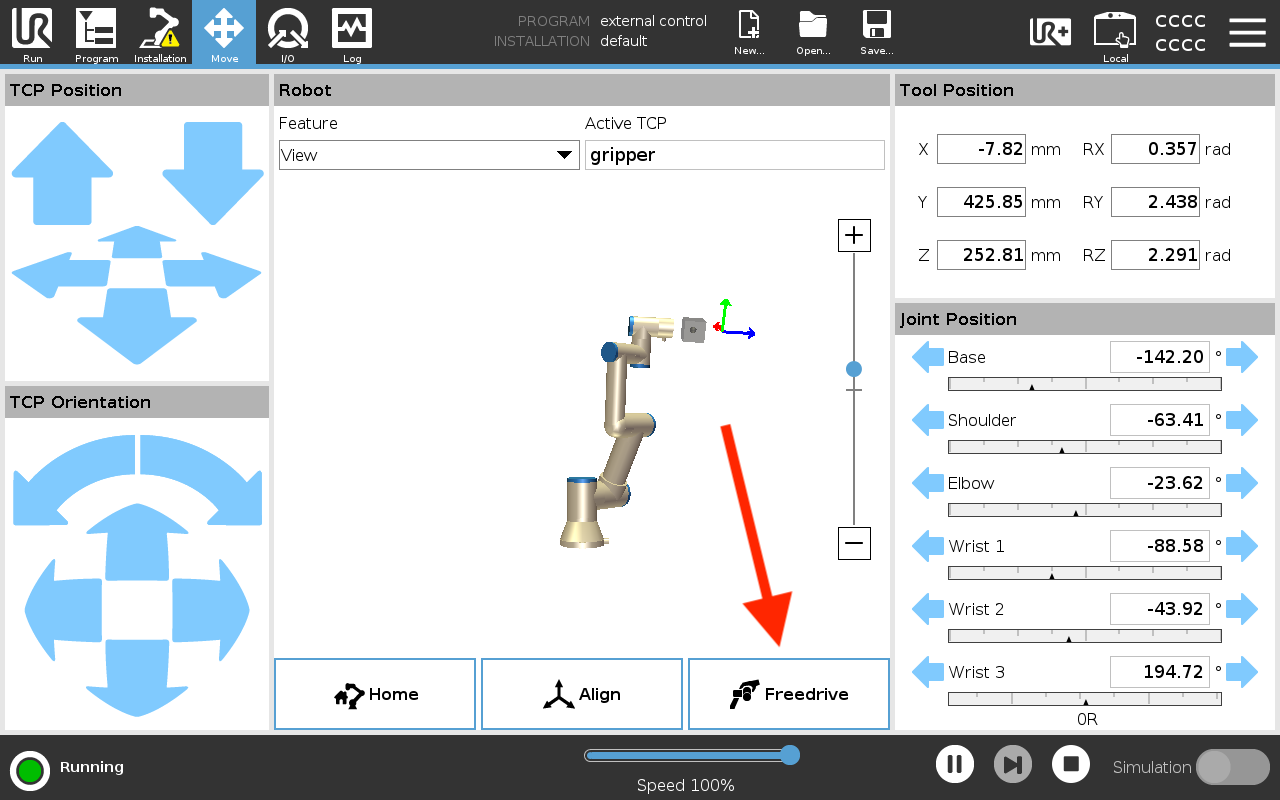 UR
Run
Program
Installation
Move
I/O
Log
PROGRAM external control
INSTALLATION default
New...
Open...
Save...
UR+
Local
CCCC
CCCC
TCP Position
Robot
Feature
Active TCP
View
gripper
+
−
Tool Position
X -7.82 mm RX 0.357 rad
Y 425.85 mm RY 2.438 rad
Z 252.81 mm RZ 2.291 rad
TCP Orientation
Joint Position
Base -142.20 °
Shoulder -63.41 °
Elbow -23.62 °
Wrist 1 -88.58 °
Wrist 2 -43.92 °
Wrist 3 194.72 °
0R
Home
Align
Freedrive
Running
Speed 100%
Simulation